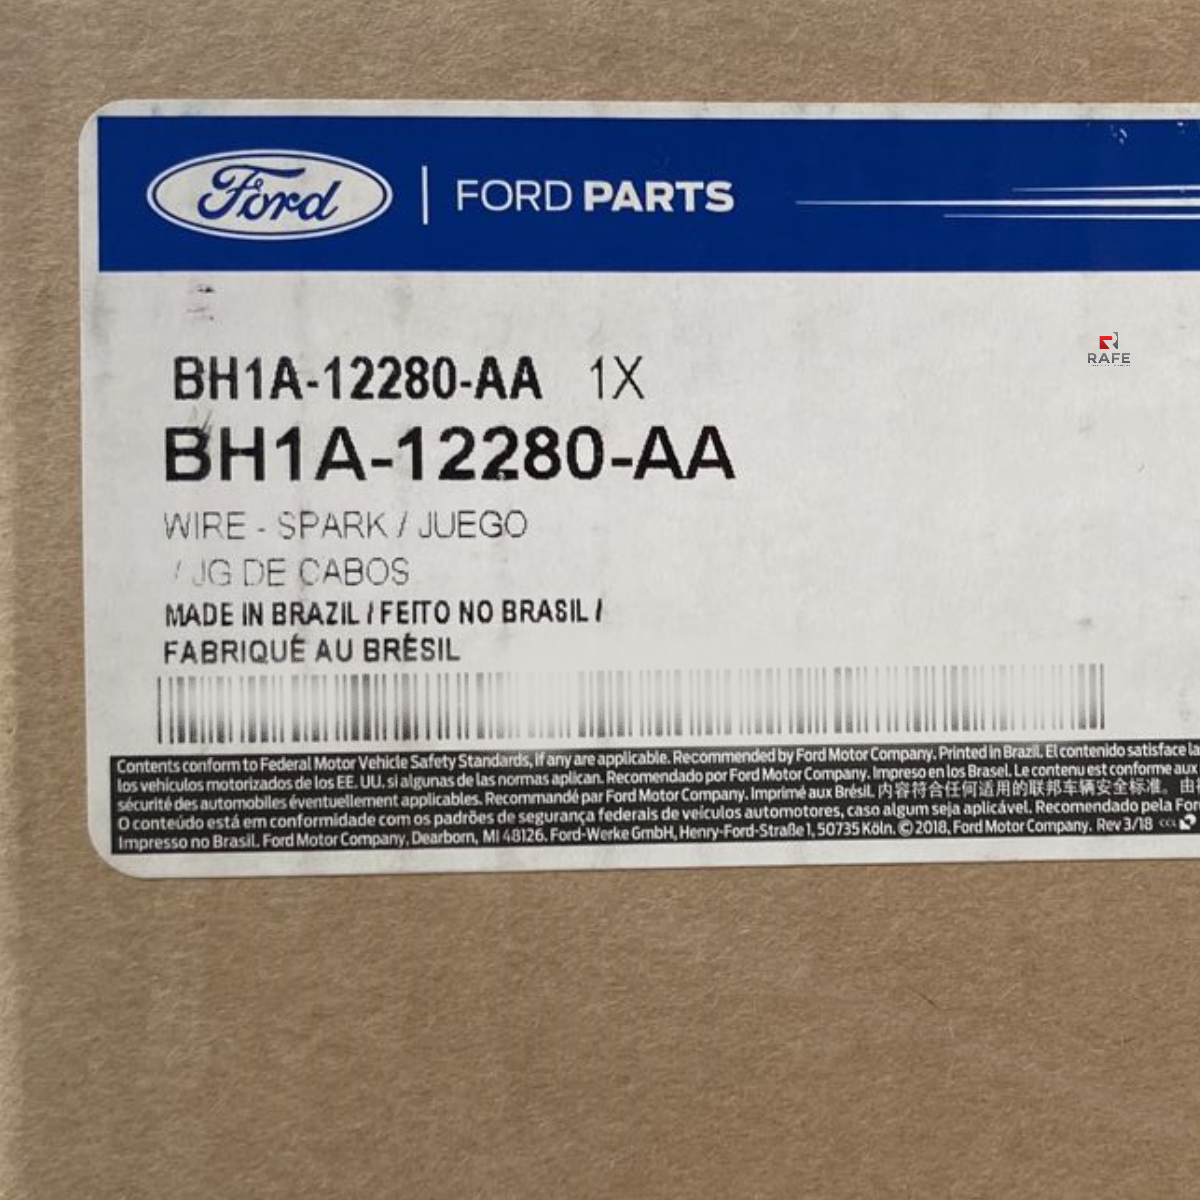 Ford FORD PARTS
BH1A-12280-AA 1X
RAFE
BH1A-12280-AA
WIRE - SPARK / JUEGO
/ JG DE CABOS
MADE IN BRAZIL / FEITO NO BRASIL /
FABRIQUÉ AU BRÉSIL
Contents conform to Federal Motor Vehicle Safety Standards, if any are applicable. Recommended by Ford Motor Company. Printed in Brazil. El contenido satisface la
los vehiculos motorizados de los EE. UU. si algunas de las normas aplican. Recomendado por Ford Motor Company. Impreso en los Brasel. Le contenu est conforme aux
sécurité des automobiles éventuellement applicables. Recommandé par Ford Motor Company. Imprimé aux Brésil. 内容符合任何适用的联邦车辆安全标准。由
O conteúdo está em conformidade com os padrões de segurança federais de veículos automotores, caso algum seja aplicável. Recomendado pela For
Impresso no Brasil. Ford Motor Company, Dearborn, MI 48126. Ford-Werke GmbH, Henry-Ford-Straße 1, 50735 Köln. © 2018, Ford Motor Company. Rev 3/18